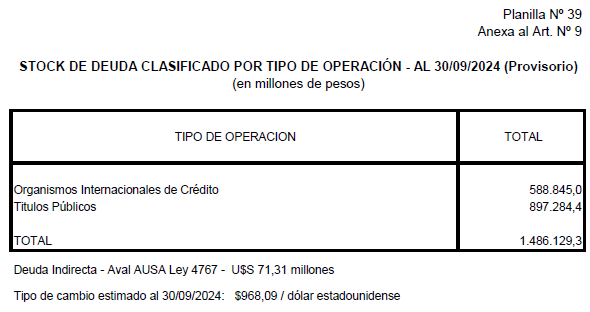 Planilla Nº 39
Anexa al Art. Nº 9
STOCK DE DEUDA CLASIFICADO POR TIPO DE OPERACIÓN - AL 30/09/2024 (Provisorio)
(en millones de pesos)
TIPO DE OPERACION TOTAL
Organismos Internacionales de Crédito 588.845,0
Titulos Públicos 897.284,4
TOTAL 1.486.129,3
Deuda Indirecta - Aval AUSA Ley 4767 - U$S 71,31 millones
Tipo de cambio estimado al 30/09/2024: $968,09 / dólar estadounidense